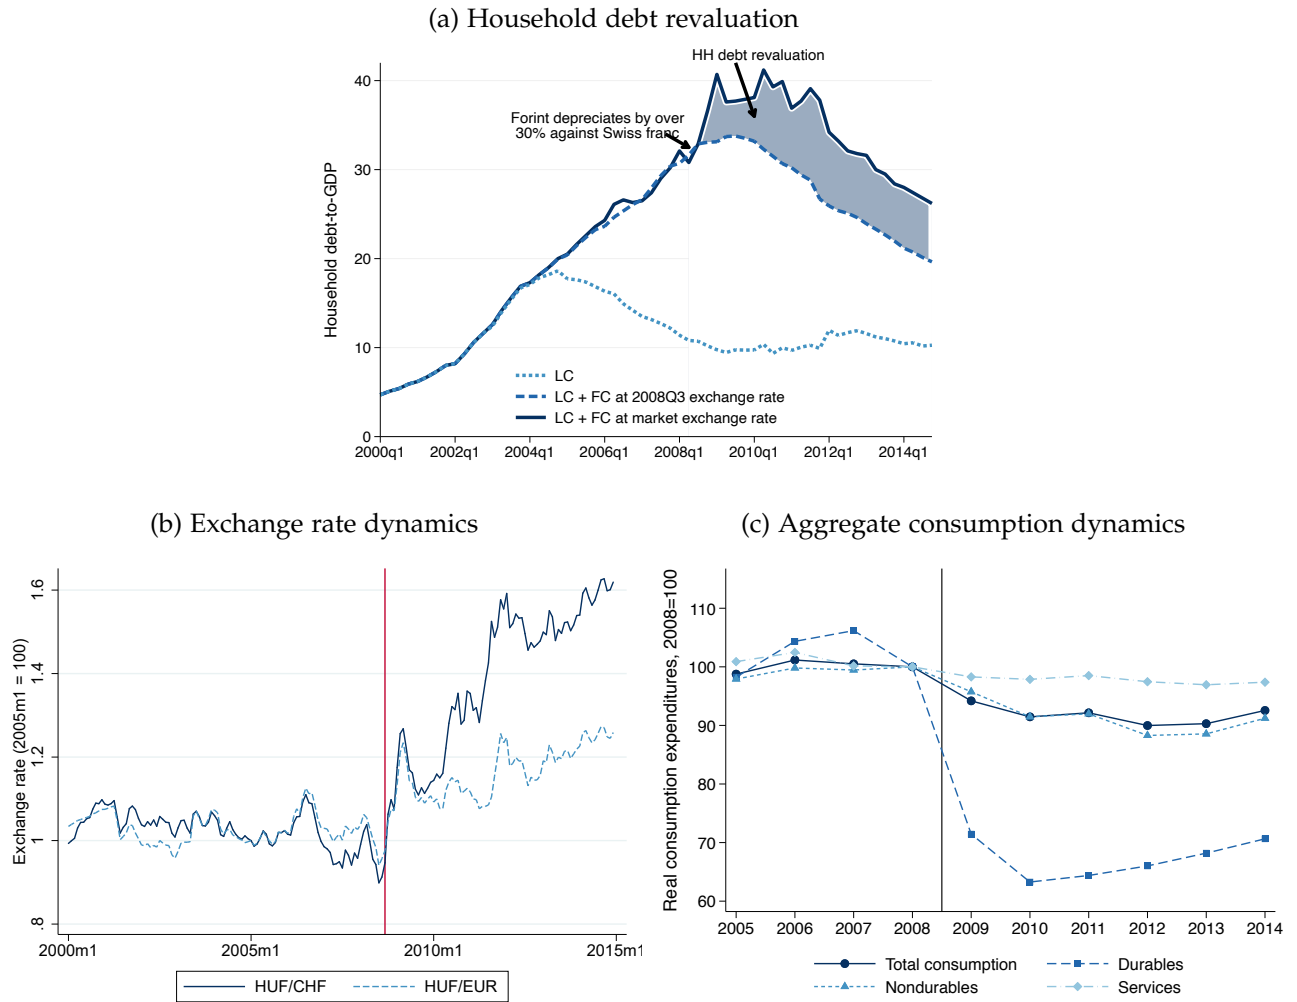 (a) Household debt revaluation
HH debt revaluation
Forint depreciates by over
30% against Swiss franc
Household debt-to-GDP
40
30
20
10
0
LC
LC + FC at 2008Q3 exchange rate
LC + FC at market exchange rate
2000q1 2002q1 2004q1 2006q1 2008q1 2010q1 2012q1 2014q1
(b) Exchange rate dynamics
Exchange rate (2005m1 = 100)
1.6
1.4
1.2
1
.8
2000m1 2005m1 2010m1 2015m1
HUF/CHF HUF/EUR
(c) Aggregate consumption dynamics
Real consumption expenditures, 2008=100
110
100
90
80
70
60
2005 2006 2007 2008 2009 2010 2011 2012 2013 2014
Total consumption Durables
Nondurables Services